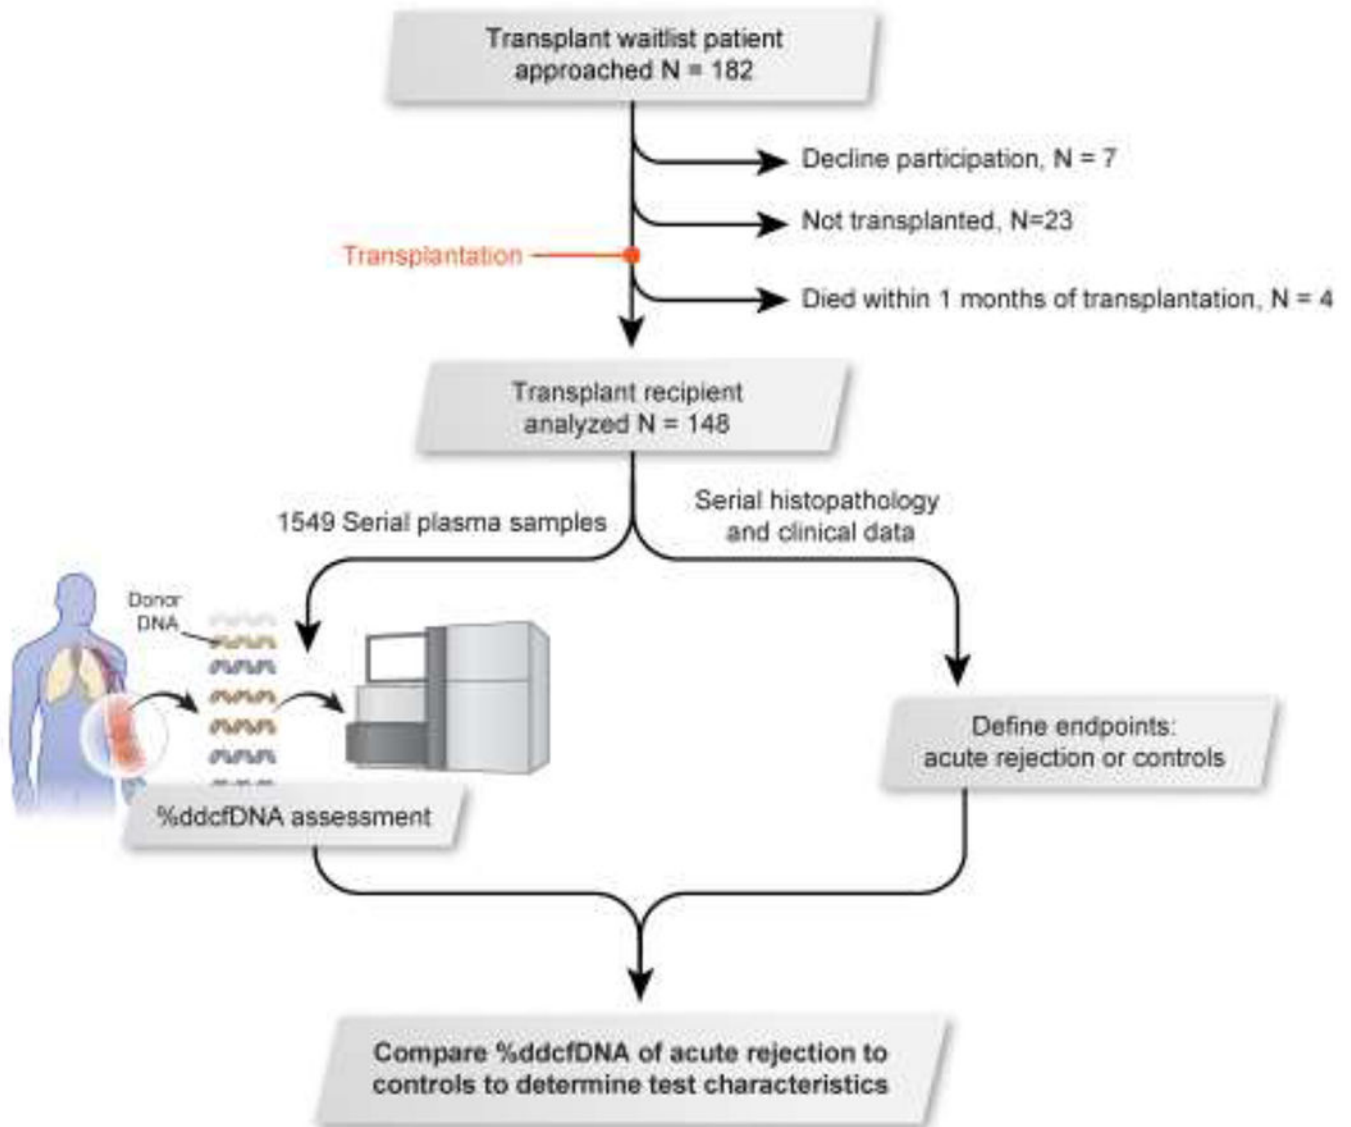 Transplant waitlist patient
approached N = 182
Decline participation, N = 7
Not transplanted, N=23
Transplantation
Died within 1 months of transplantation, N = 4
Transplant recipient
analyzed N = 148
1549 Serial plasma samples
Serial histopathology
and clinical data
Donor
DNA
Define endpoints:
acute rejection or controls
%ddcfDNA assessment
Compare %ddcfDNA of acute rejection to
controls to determine test characteristics